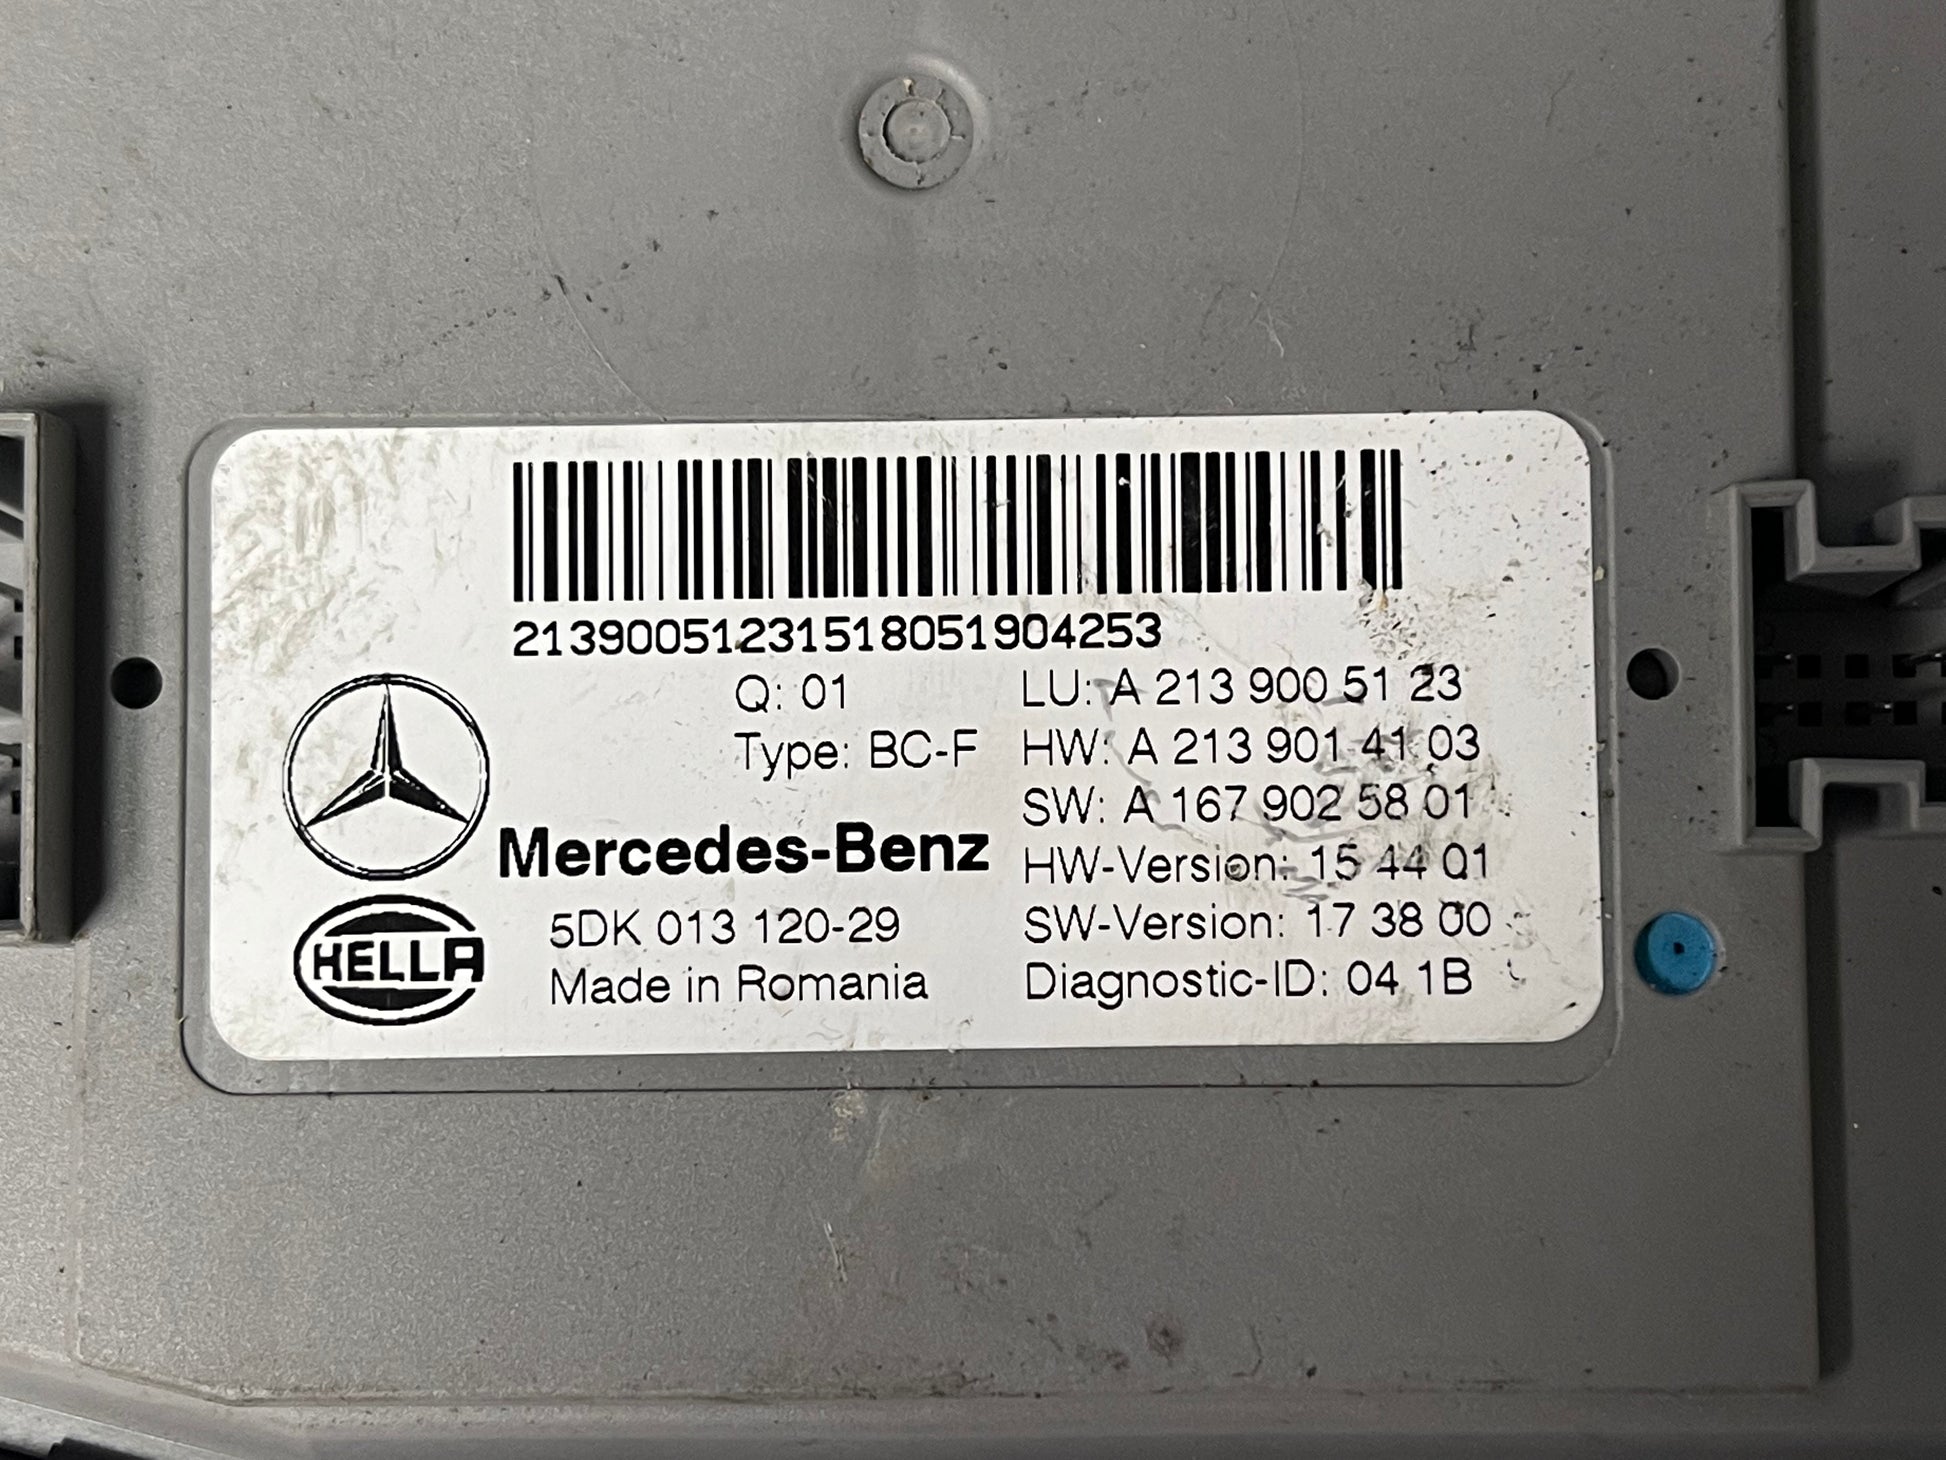 21390051231518051904253
Q: 01
Type: BC-F
LU: A 213 900 51 23
HW: A 213 901 41 03
SW: A 167 902 58 01
HW-Version: 15 44 01
SW-Version: 17 38 00
Diagnostic-ID: 04 1B
Mercedes-Benz
HELLA
5DK 013 120-29
Made in Romania